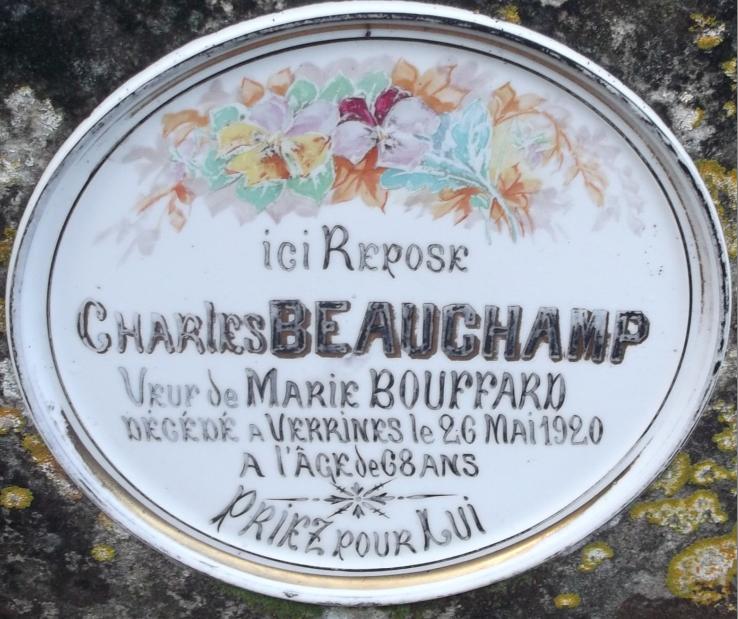 ici REPOSE
CHARLES BEAUCHAMP
VEUF de MARIE BOUFFARD
DÉCÉDÉ A VERRINES le 26 MAI 1920
A l'ÂGE de 68 ANS
PRIEZ POUR LUI